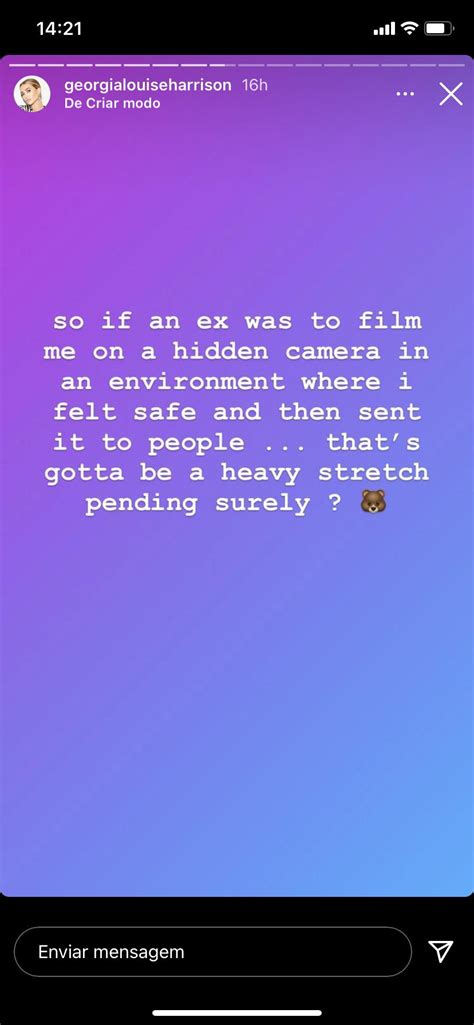 14:21
georgialouiseharrison 16h
De Criar modo
so if an ex was to film
me on a hidden camera in
an environment where i
felt safe and then sent
it to people ... that’s
gotta be a heavy stretch
pending surely ? 🐻
Enviar mensagem